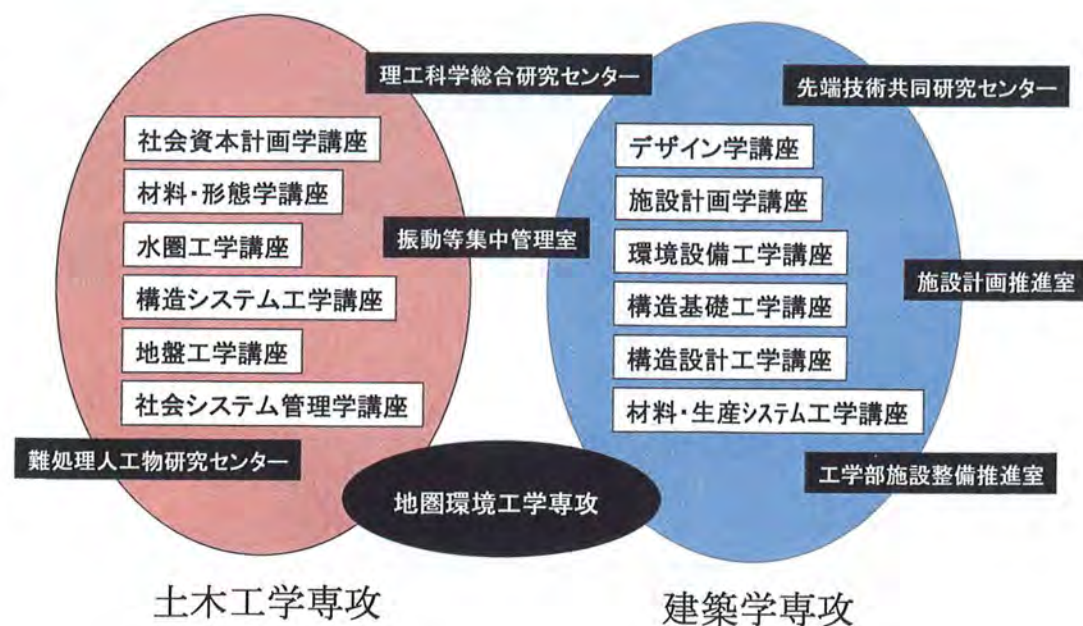 理工科学総合研究センター
先端技術共同研究センター
社会資本計画学講座
材料・形態学講座
水圏工学講座
構造システム工学講座
地盤工学講座
社会システム管理学講座
振動等集中管理室
デザイン学講座
施設計画学講座
環境設備工学講座
構造基礎工学講座
構造設計工学講座
材料・生産システム工学講座
施設計画推進室
難処理人工物研究センター
地圏環境工学専攻
工学部施設整備推進室
土木工学専攻
建築学専攻